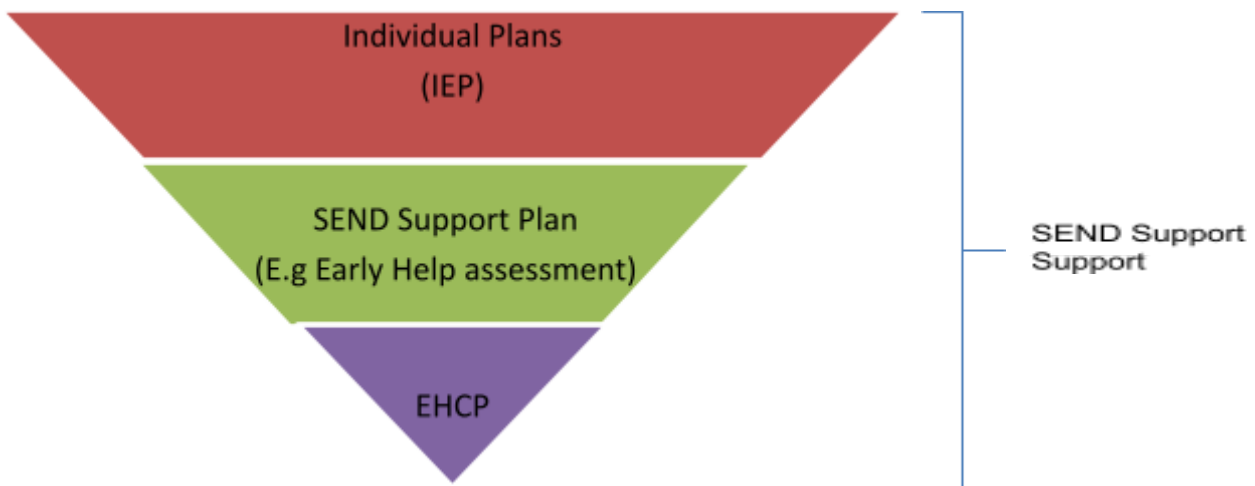 Individual Plans
(IEP)
SEND Support Plan
(E.g Early Help assessment)
EHCP
SEND Support
Support